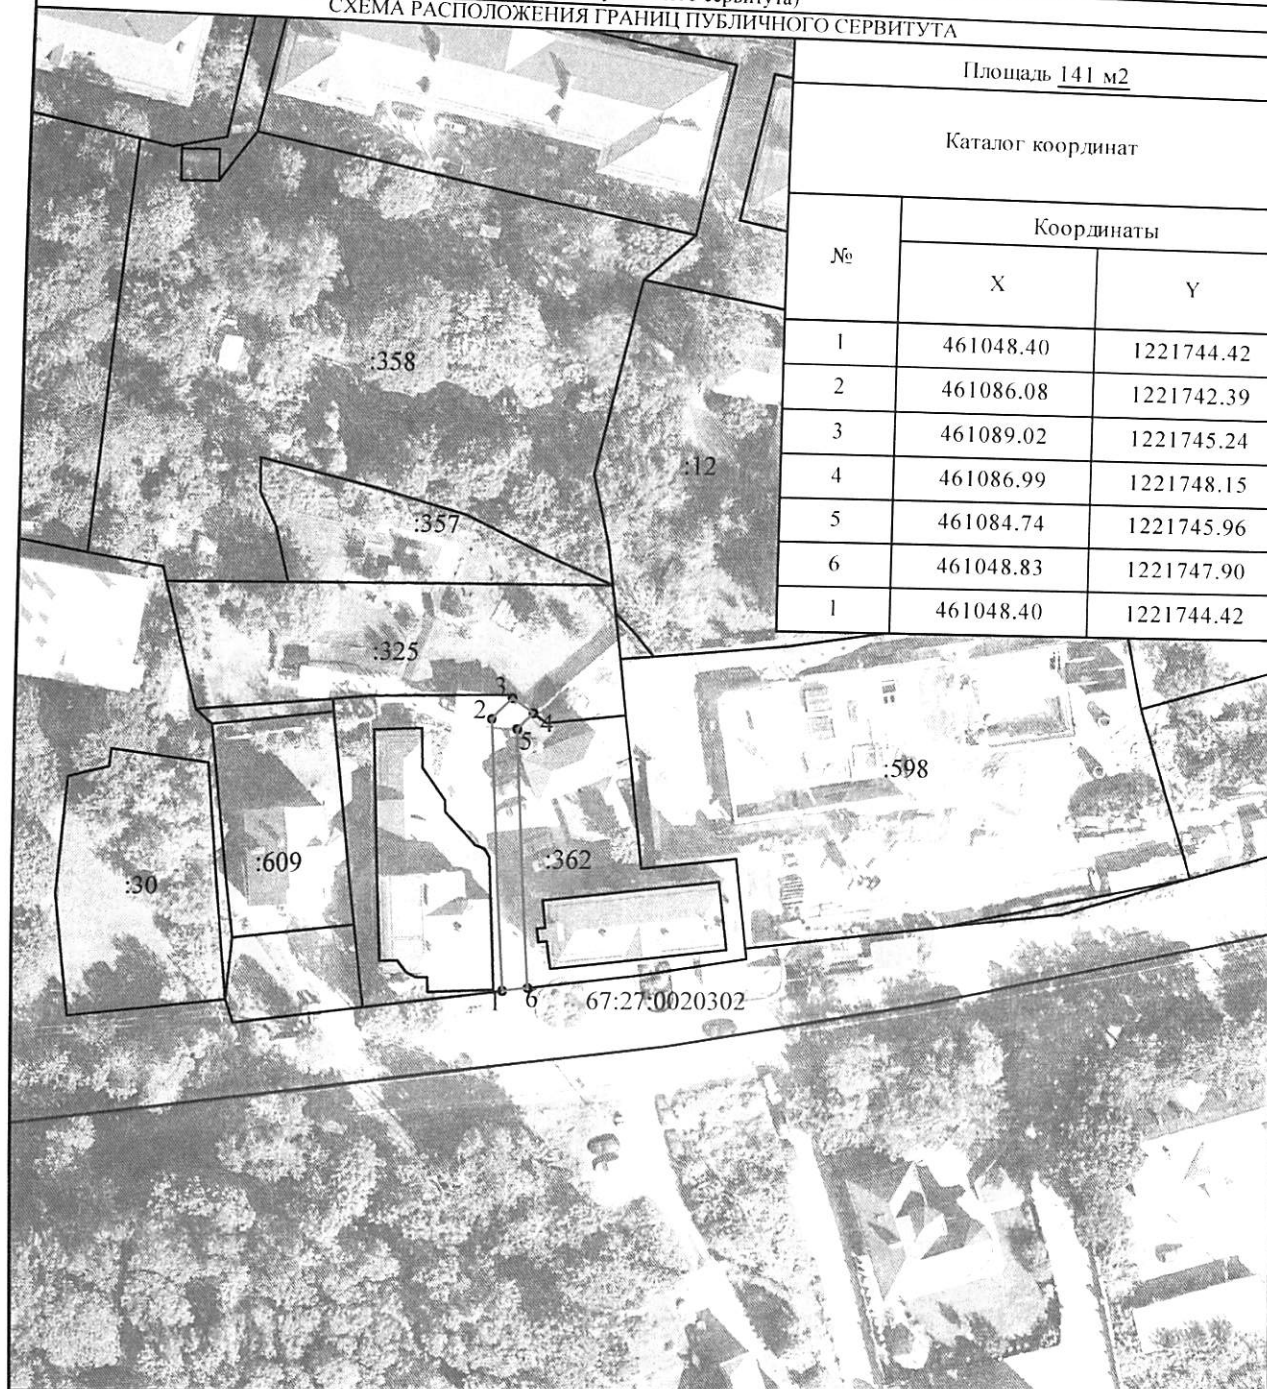 сервитута)
СХЕМА РАСПОЛОЖЕНИЯ ГРАНИЦ ПУБЛИЧНОГО СЕРВИТУТА
Площадь 141 м2
Каталог координат
№
Координаты
X
Y
1 461048.40 1221744.42
2 461086.08 1221742.39
3 461089.02 1221745.24
4 461086.99 1221748.15
5 461084.74 1221745.96
6 461048.83 1221747.90
1 461048.40 1221744.42
:358
:12
:357
:325
3
2
4
5
:598
:609
:362
:30
1
6
67:27:0020302